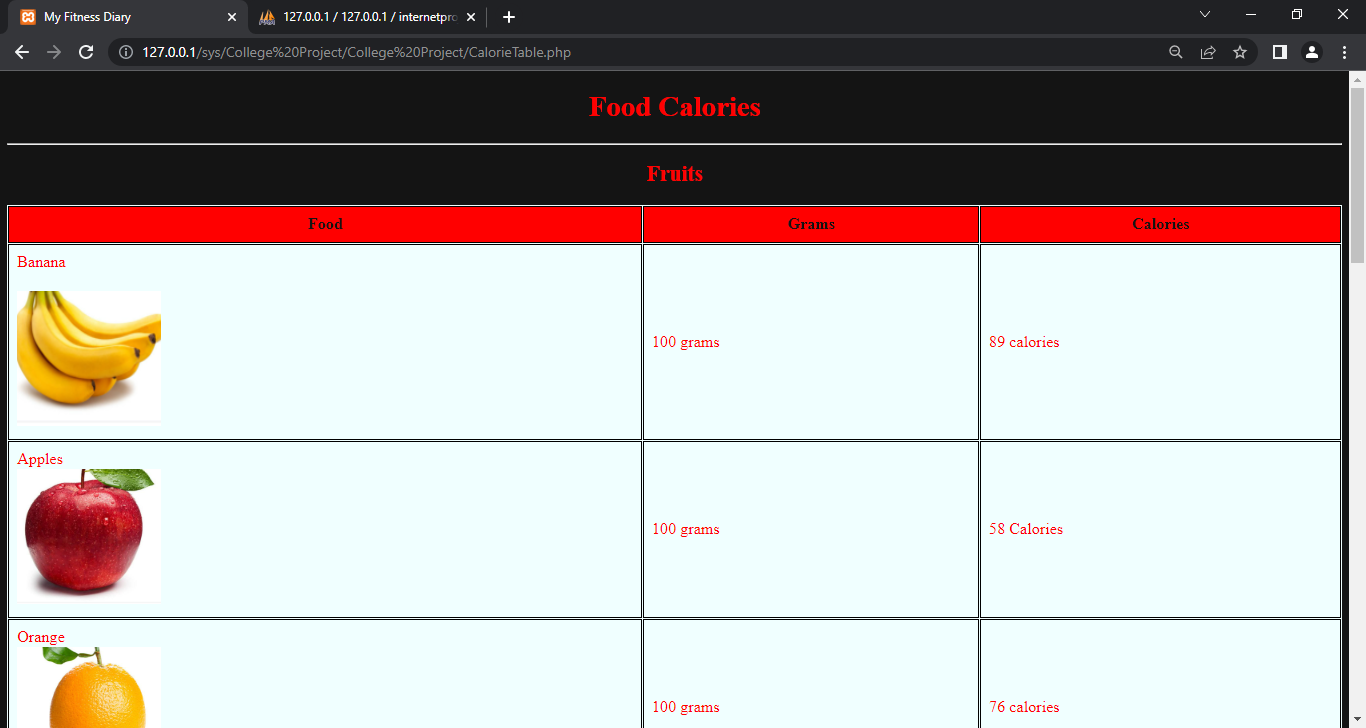 My Fitness Diary
127.0.0.1 / 127.0.0.1 / internetpro
127.0.0.1/sys/College%20Project/College%20Project/CalorieTable.php
Food Calories
Fruits
Food Grams Calories
Banana
100 grams 89 calories
Apples
100 grams 58 Calories
Orange
100 grams 76 calories